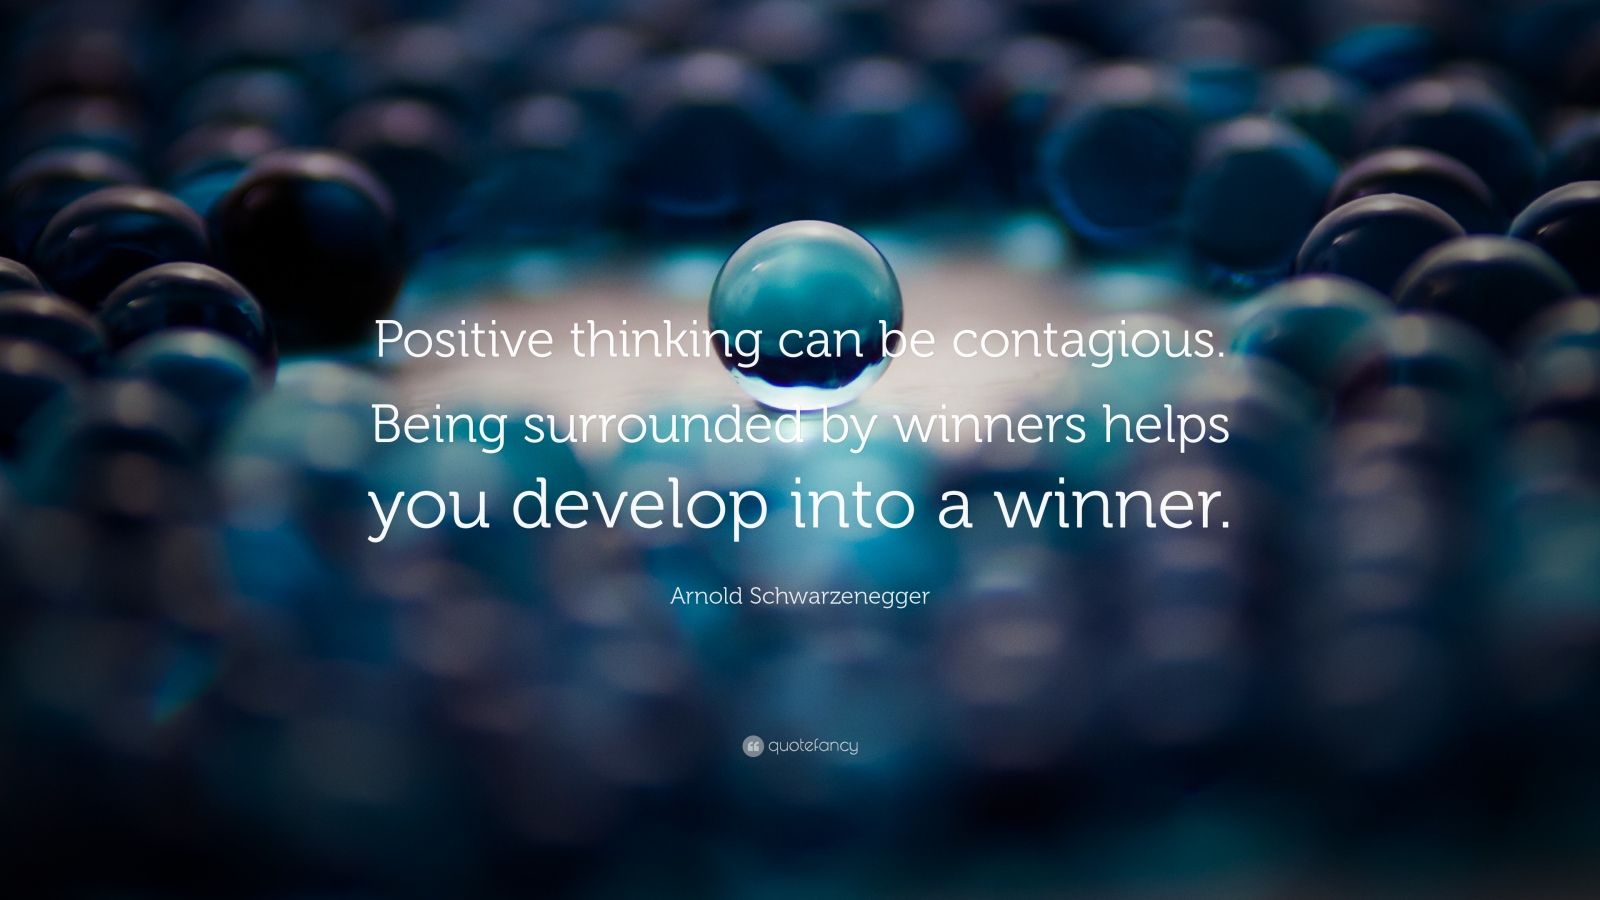 Positive thinking can be contagious.
Being surrounded by winners helps
you develop into a winner.
Arnold Schwarzenegger
quotefancy